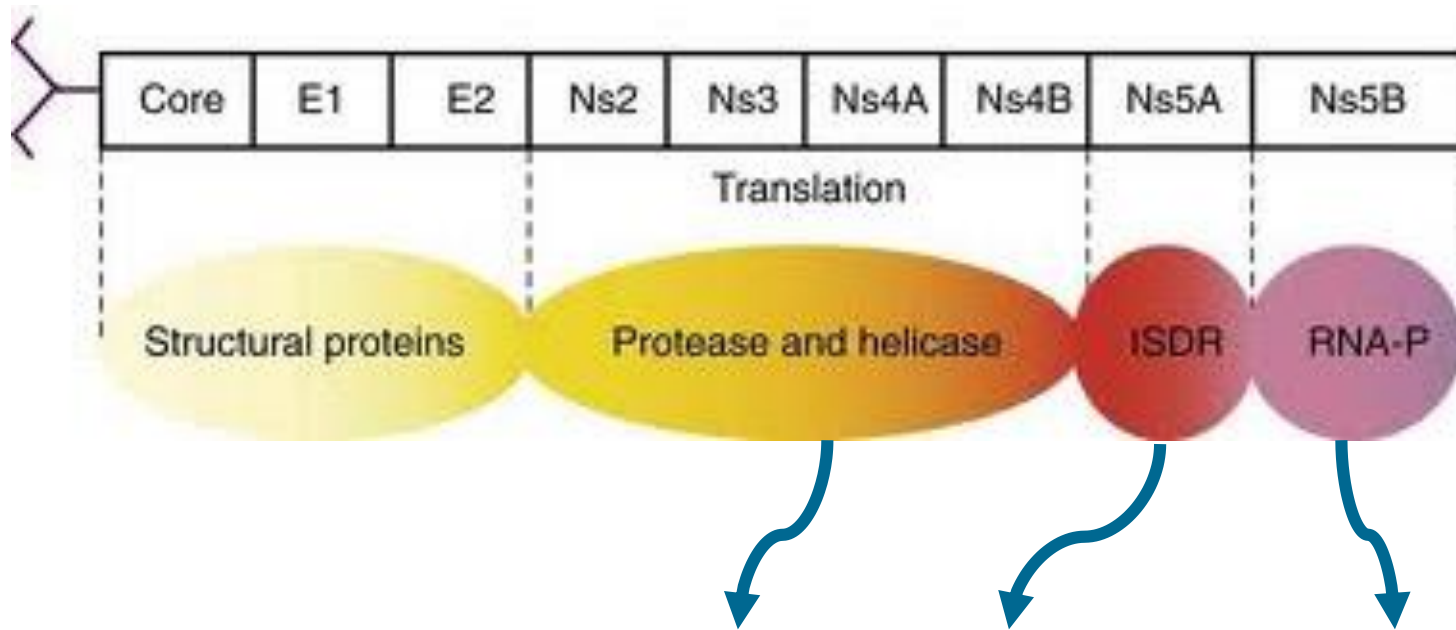 Core E1 E2 Ns2 Ns3 Ns4A Ns4B Ns5A Ns5B
Translation
Structural proteins Protease and helicase ISDR RNA-P